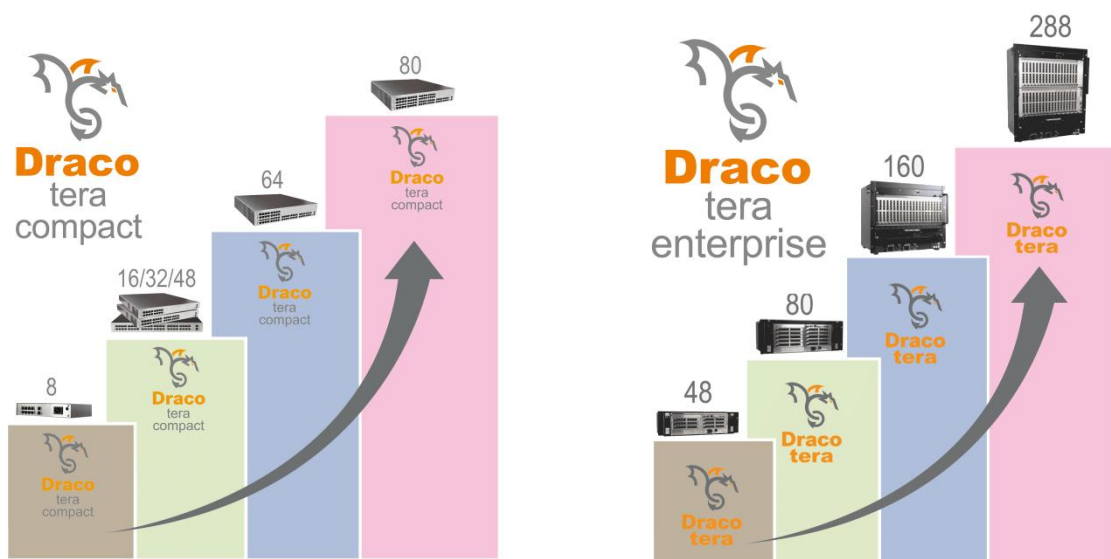 Draco
tera
compact
80
64
16/32/48
8
Draco
tera
compact
Draco
tera
compact
Draco
tera
compact
Draco
tera
compact
Draco
tera
enterprise
288
160
80
48
Draco
tera
Draco
tera
Draco
tera
Draco
tera